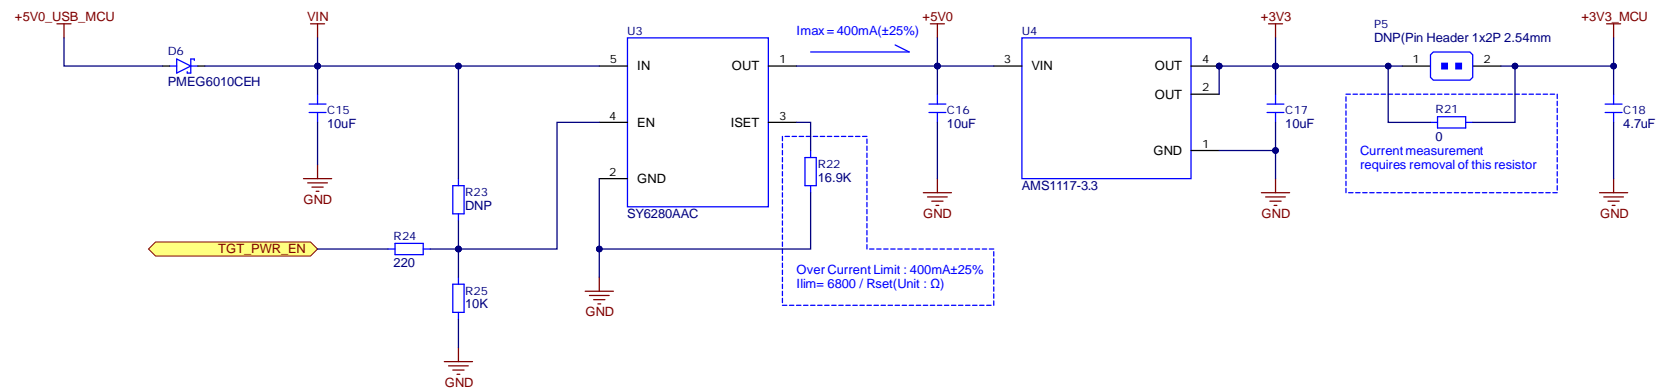 +5V0_USB_MCU
VIN
+5V0
+3V3
+3V3_MCU
D6
PMEG6010CEH
C15
10uF
GND
U3
5
IN
OUT
1
4
EN
ISET
3
2
GND
SY6280AAC
Imax = 400mA(±25%)
R22
16.9K
R23
DNP
TGT_PWR_EN
R24
220
R25
10K
GND
GND
Over Current Limit : 400mA±25%
Ilim= 6800 / Rset(Unit : Ω)
C16
10uF
GND
U4
3
VIN
OUT
4
OUT
2
GND
1
AMS1117-3.3
C17
10uF
GND
P5
DNP(Pin Header 1x2P 2.54mm
1
2
R21
0
Current measurement
requires removal of this resistor
C18
4.7uF
GND